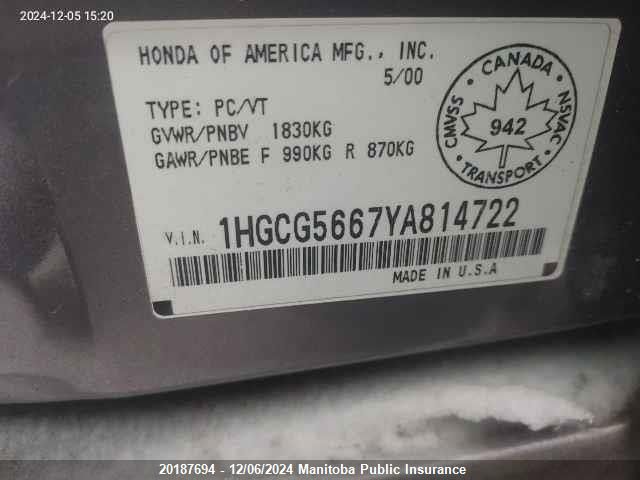 2024-12-05 15:20
HONDA OF AMERICA MFG., INC.
5/00
TYPE: PC/VT
GVWR/PNBV 1830KG
GAWR/PNBE F 990KG R 870KG
CMVSS • CANADA • NSVAC
942
TRANSPORT
V.I.N. 1HGCG5667YA814722
MADE IN U.S.A
20187694 - 12/06/2024 Manitoba Public Insurance